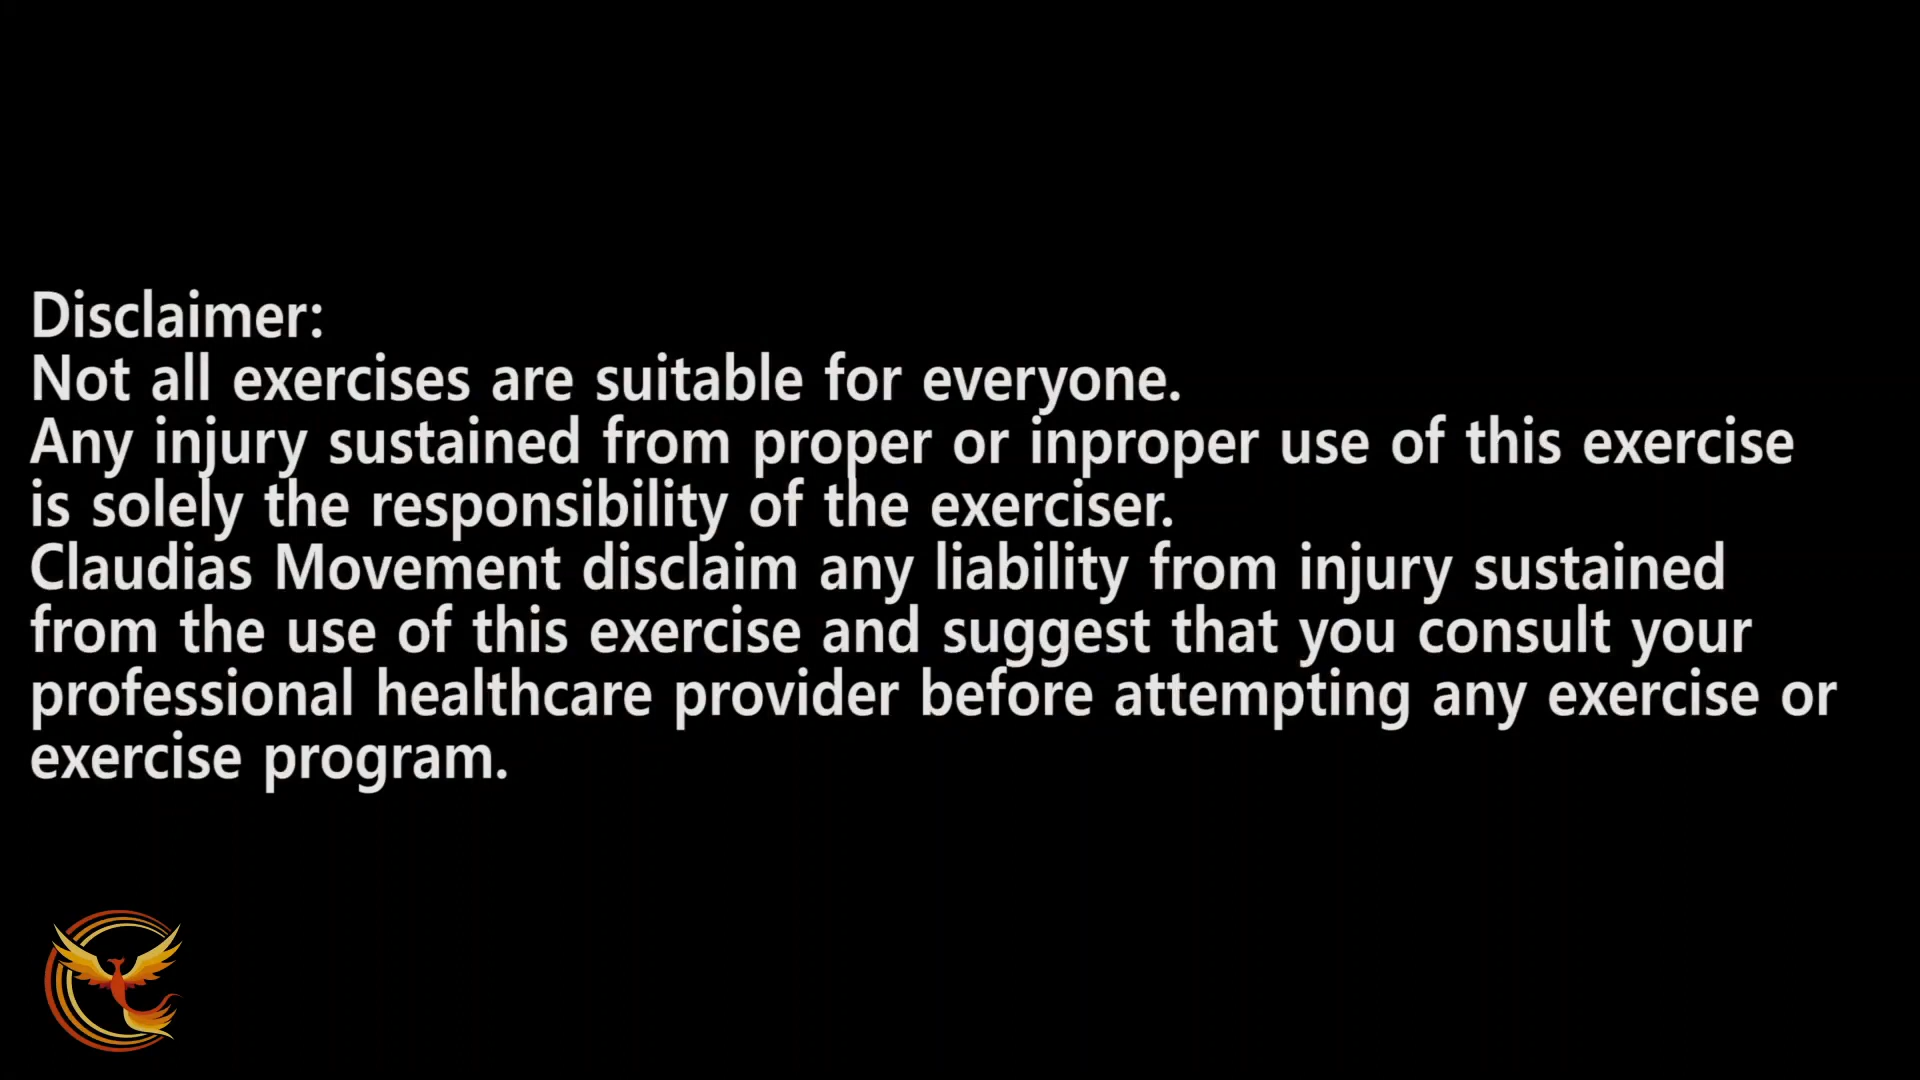 Disclaimer:
Not all exercises are suitable for everyone.
Any injury sustained from proper or inproper use of this exercise
is solely the responsibility of the exerciser.
Claudias Movement disclaim any liability from injury sustained
from the use of this exercise and suggest that you consult your
professional healthcare provider before attempting any exercise or
exercise program.